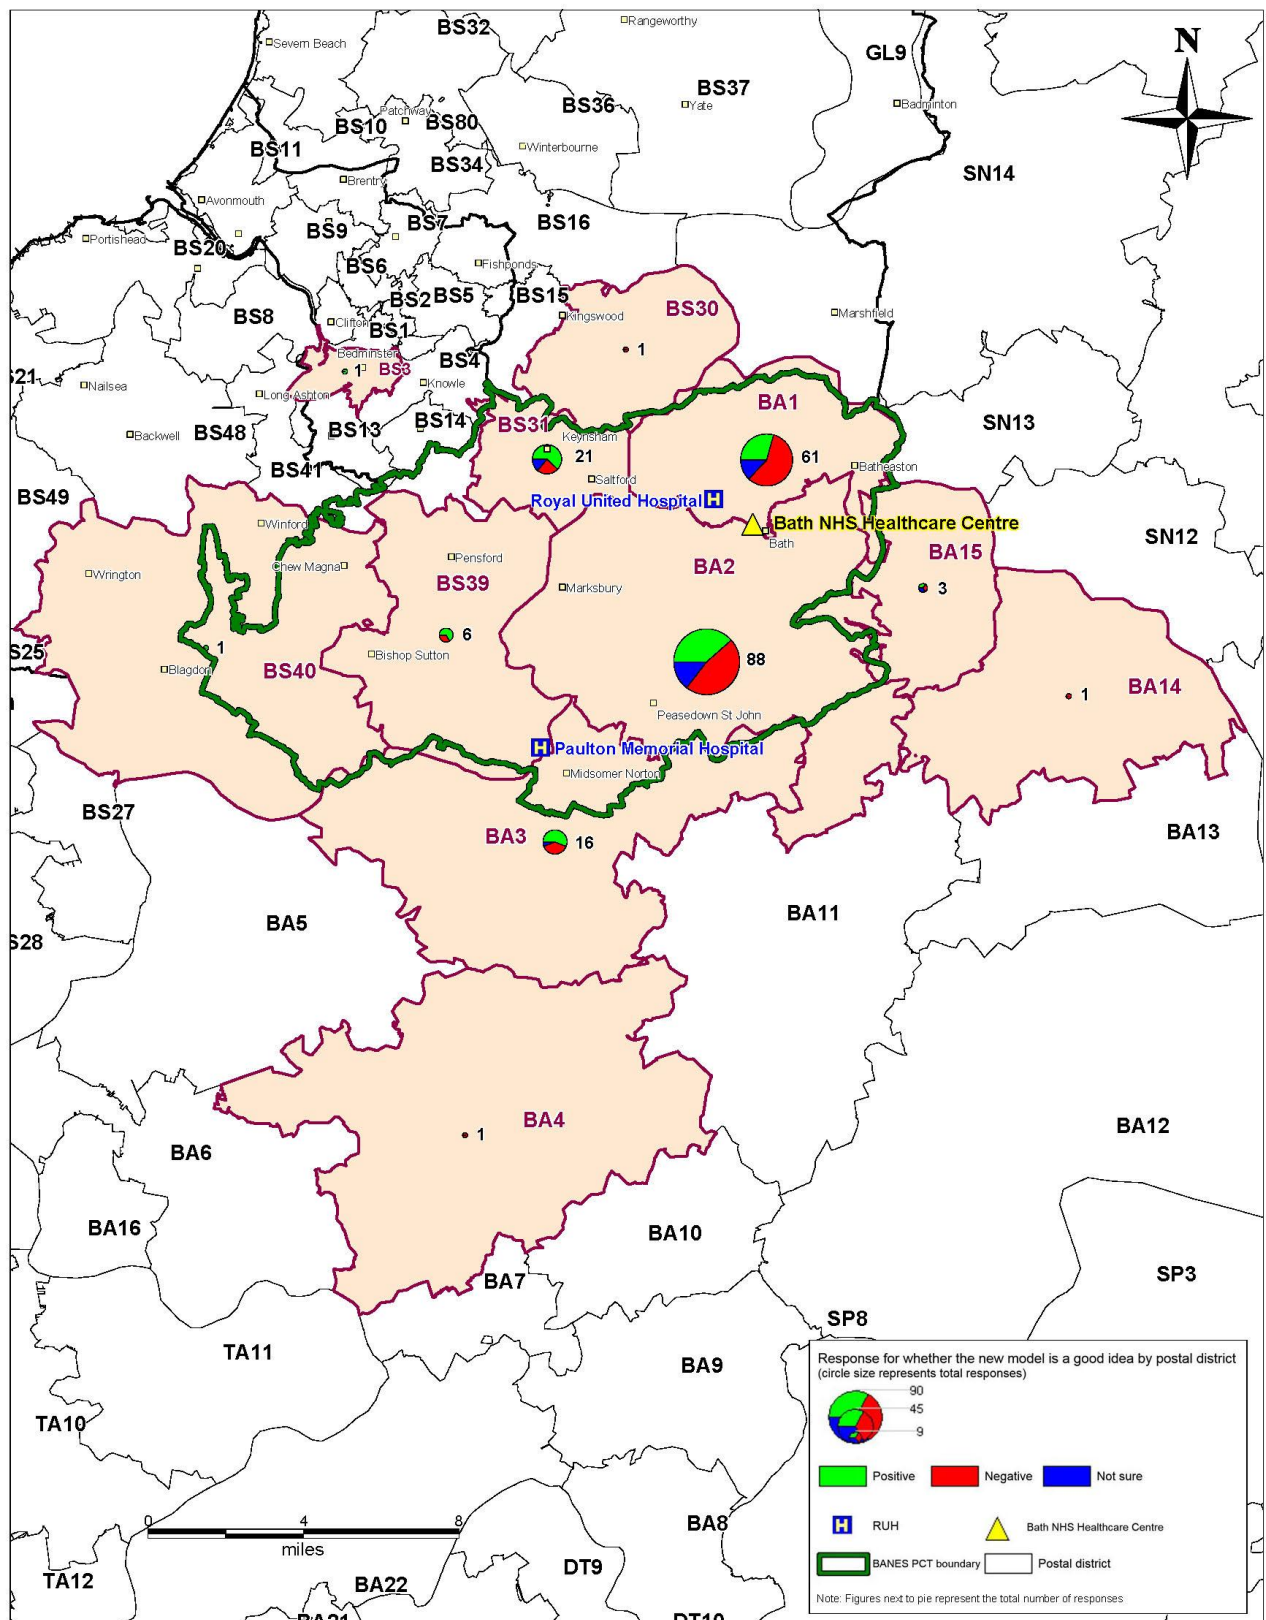 BS32
Rangeworthy
N
Severn Beach
GL9
BS37
BS36
Yate
Badminton
Patchway
BS10
BS80
BS11
Winterbourne
BS34
SN14
Brentry
Avonmouth
BS7
BS16
BS9
Portishead
BS20
BS6
Fishponds
BS2
BS5
BS15
BS30
BS8
Clifton
BS1
Kingswood
Marshfield
Bedminster
BS4
1
1
BS3
S21
Nailsea
Knowle
Long Ashton
BA1
BS14
BS31
SN13
Backwell
BS48
BS13
Keynsham
21
61
BS41
Batheaston
Saltford
BS49
Royal United Hospital
H
Winford
Bath NHS Healthcare Centre
SN12
Bath
BA15
Pensford
Chew Magna
BA2
Wrington
BS39
Marksbury
3
6
S25
1
Bishop Sutton
88
Blagdon
BS40
BA14
1
Peasedown St John
H
Paulton Memorial Hospital
Midsomer Norton
BS27
BA13
BA3
16
BA5
BA11
S28
BA4
BA12
1
BA6
BA16
BA10
BA7
SP3
SP8
TA11
BA9
TA10
Response for whether the new model is a good idea by postal district
(circle size represents total responses)
90
45
9
Positive
Negative
Not sure
H
RUH
Bath NHS Healthcare Centre
BANES PCT boundary
Postal district
Note: Figures next to pie represent the total number of responses
0
4
8
miles
BA8
DT9
TA12
BA22
BA21
DT10